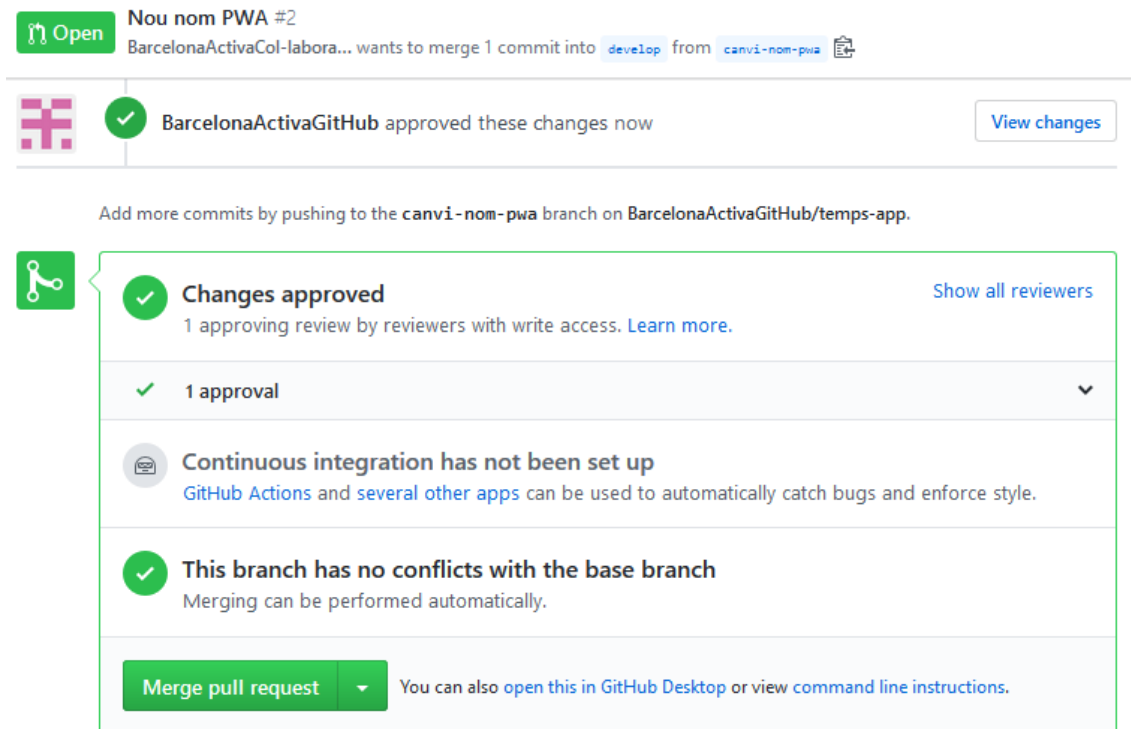 Open
Nou nom PWA #2
BarcelonaActivaCol-labora... wants to merge 1 commit into develop from canvi-nom-pwa
BarcelonaActivaGitHub approved these changes now
View changes
Add more commits by pushing to the canvi-nom-pwa branch on BarcelonaActivaGitHub/temps-app.
Changes approved
Show all reviewers
1 approving review by reviewers with write access. Learn more.
1 approval
Continuous integration has not been set up
GitHub Actions and several other apps can be used to automatically catch bugs and enforce style.
This branch has no conflicts with the base branch
Merging can be performed automatically.
Merge pull request
You can also open this in GitHub Desktop or view command line instructions.